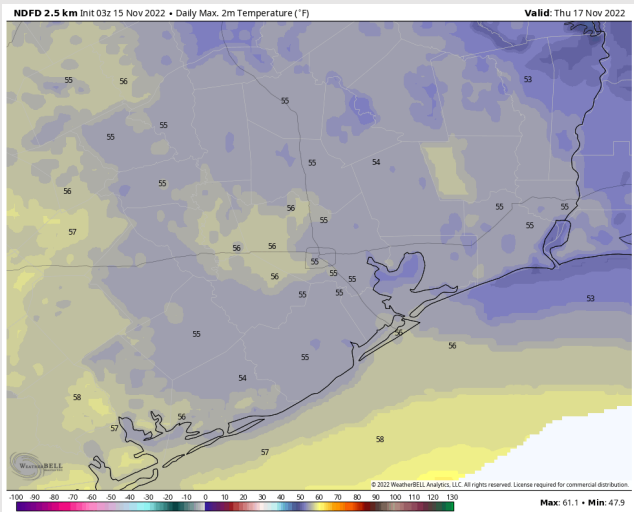 NDFD 2.5 km Init 03z 15 Nov 2022 • Daily Max. 2m Temperature (°F) Valid: Thu 17 Nov 2022
55 56 53
55
55 55
55 54
55
56 56 55 55
55 55
57
56 56
55
56 55 55
55 55 53
55 56
56
55
54
58
56
57 58
57
WEATHERBELL
© 2022 WeatherBELL Analytics, LLC. All rights reserved. License required for commercial distribution.
-100 -90 -80 -70 -60 -50 -40 -30 -20 -10 0 10 20 30 40 50 60 70 80 90 100 110 120 130
Max: 61.1 • Min: 47.9